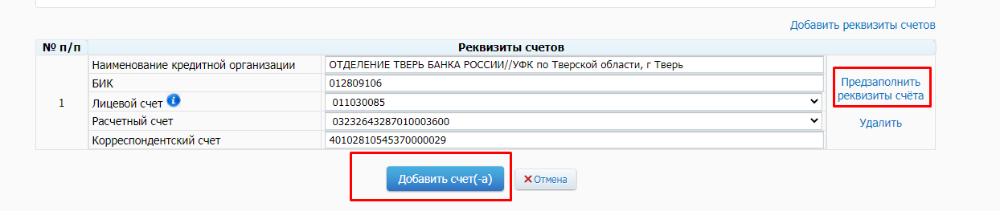 Добавить реквизиты счетов
№ п/п
Реквизиты счетов
Наименование кредитной организации
ОТДЕЛЕНИЕ ТВЕРЬ БАНКА РОССИИ//УФК по Тверской области, г Тверь
БИК
012809106
1
Лицевой счет
011030085
Расчетный счет
03232643287010003600
Корреспондентский счет
40102810545370000029
Предзаполнить
реквизиты счёта
Удалить
Добавить счет(-а)
Отмена